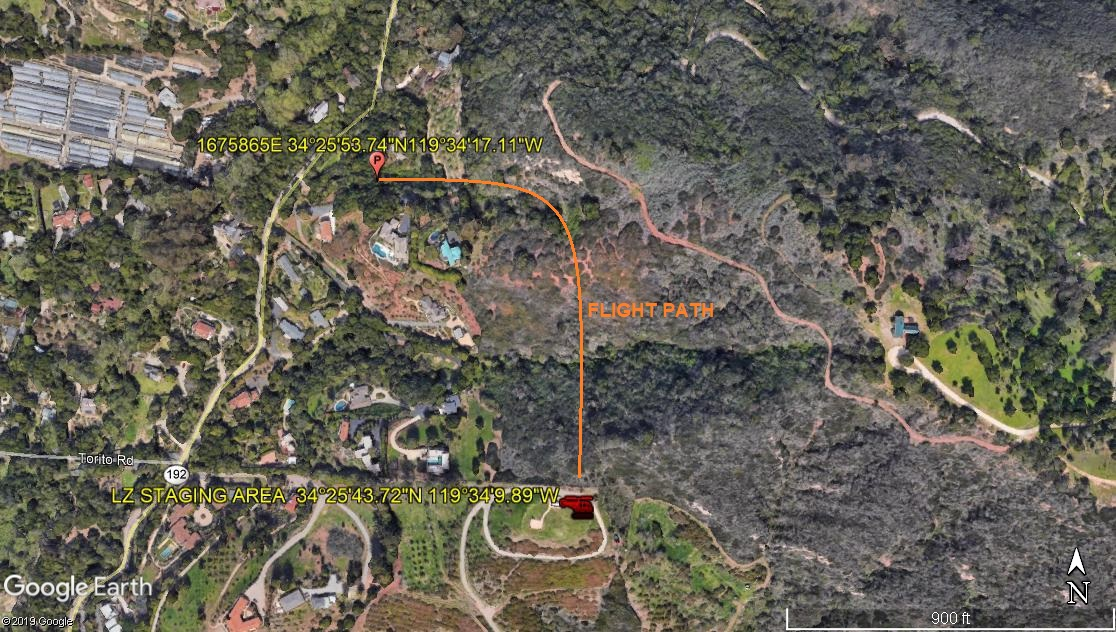 1675865E 34°25'53.74"N119°34'17.11"W
P
FLIGHT PATH
Torito Rd
192
LZ STAGING AREA 34°25'43.72"N 119°34'9.89"W
Google Earth
N
©2019 Google
900 ft